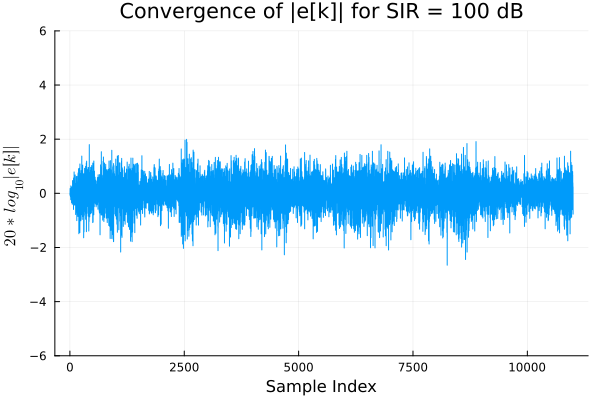 Convergence of |e[k]| for SIR = 100 dB
20 * log₁₀|e[k]|
6
4
2
0
−2
−4
−6
0 2500 5000 7500 10000
Sample Index